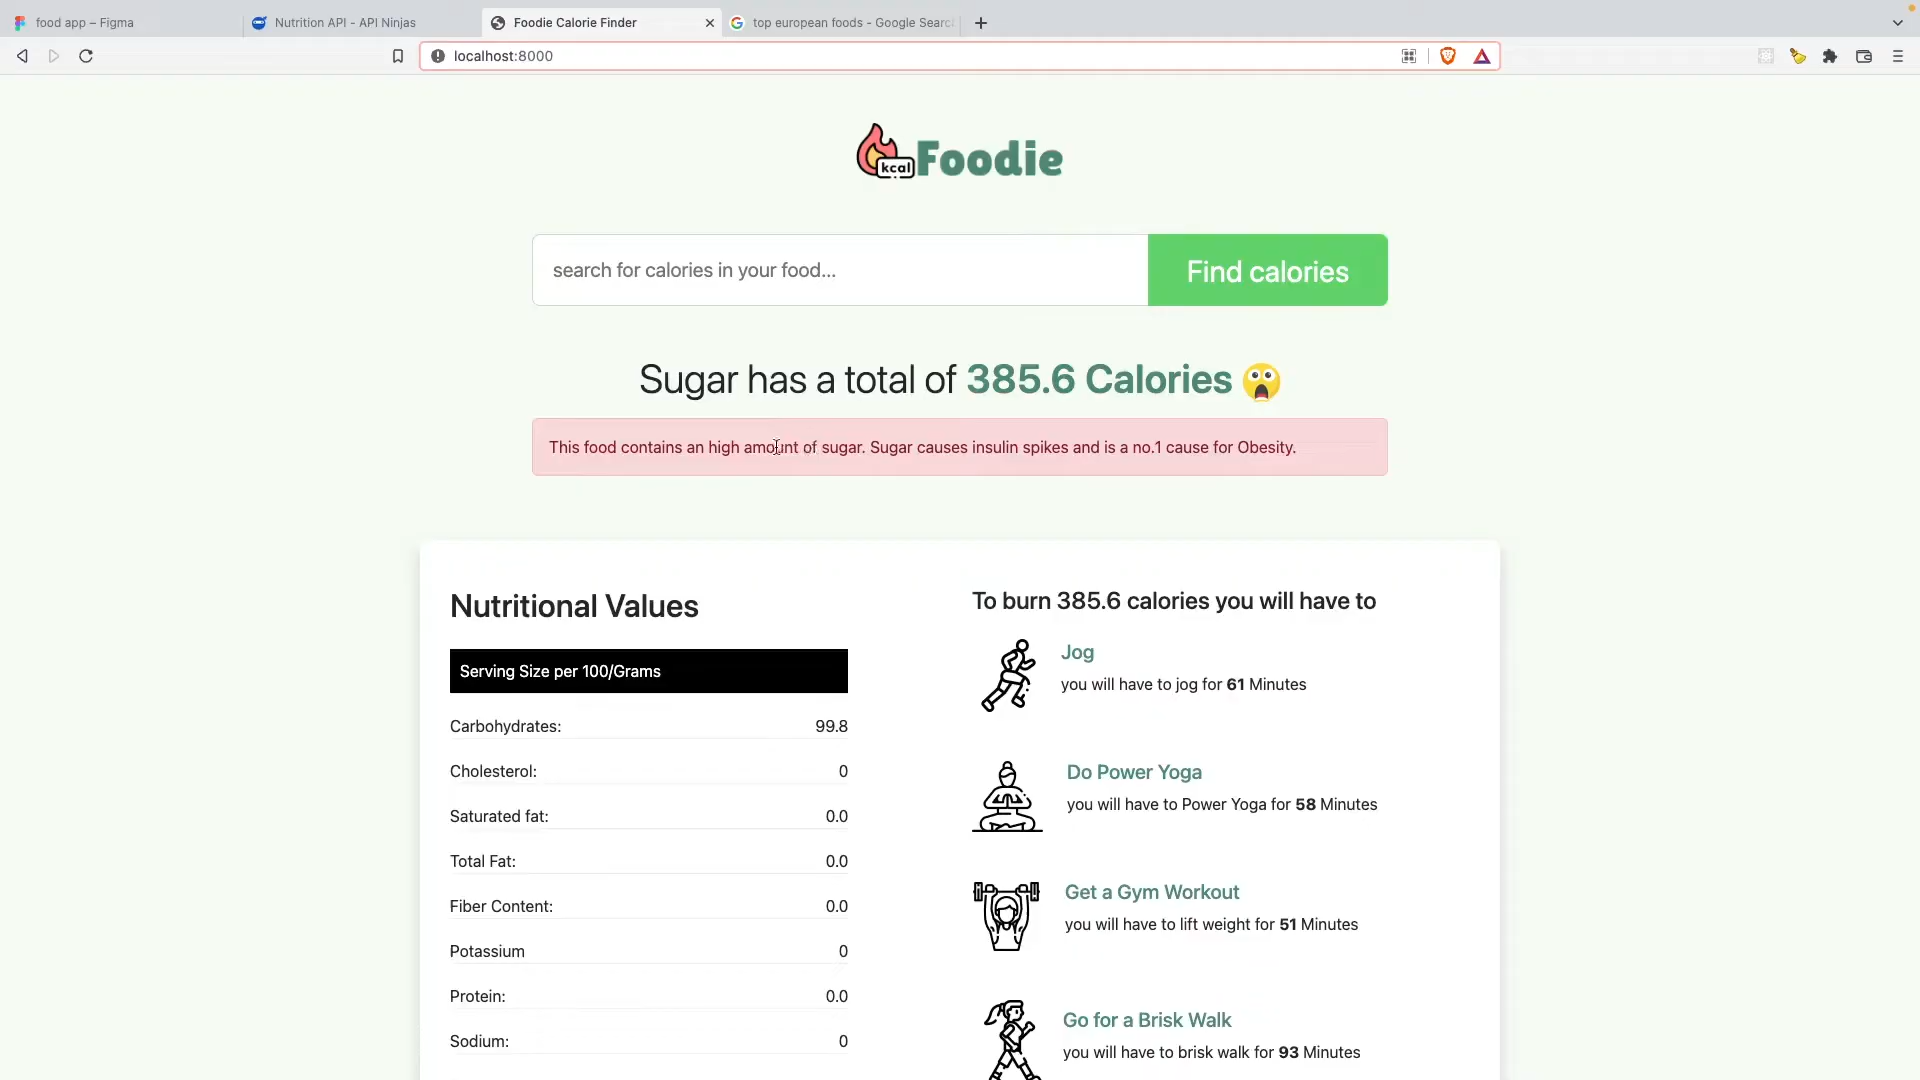 food app – Figma
Nutrition API - API Ninjas
Foodie Calorie Finder
top european foods - Google Searc
localhost:8000
kcal
Foodie
search for calories in your food...
Find calories
Sugar has a total of 385.6 Calories 😲
This food contains an high amount of sugar. Sugar causes insulin spikes and is a no.1 cause for Obesity.
Nutritional Values
Serving Size per 100/Grams
Carbohydrates: 99.8
Cholesterol: 0
Saturated fat: 0.0
Total Fat: 0.0
Fiber Content: 0.0
Potassium 0
Protein: 0.0
Sodium: 0
To burn 385.6 calories you will have to
Jog
you will have to jog for 61 Minutes
Do Power Yoga
you will have to Power Yoga for 58 Minutes
Get a Gym Workout
you will have to lift weight for 51 Minutes
Go for a Brisk Walk
you will have to brisk walk for 93 Minutes